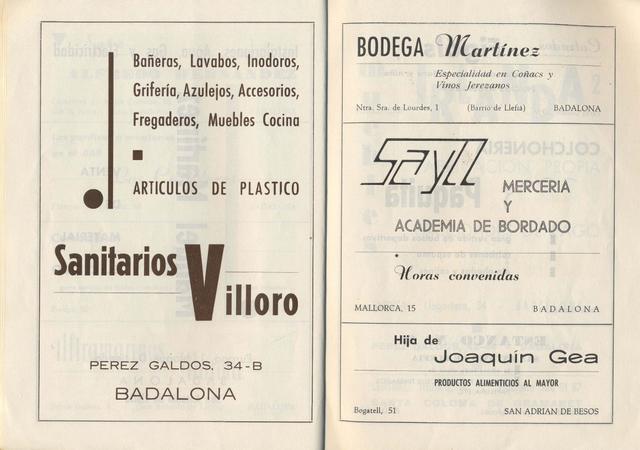 Bañeras, Lavabos, Inodoros,
Grifería, Azulejos, Accesorios,
Fregaderos, Muebles Cocina
ARTICULOS DE PLASTICO
Sanitarios Villoro
PEREZ GALDOS, 34-B
BADALONA
BODEGA Martínez
Especialidad en Coñacs y
Vinos Jerezanos
Ntra. Sra. de Lourdes, 1 (Barrio de Llefiá) BADALONA
Sayll
MERCERIA
Y
ACADEMIA DE BORDADO
Horas convenidas
MALLORCA, 15 BADALONA
Hija de
Joaquín Gea
PRODUCTOS ALIMENTICIOS AL MAYOR
Bogatell, 51 SAN ADRIAN DE BESOS